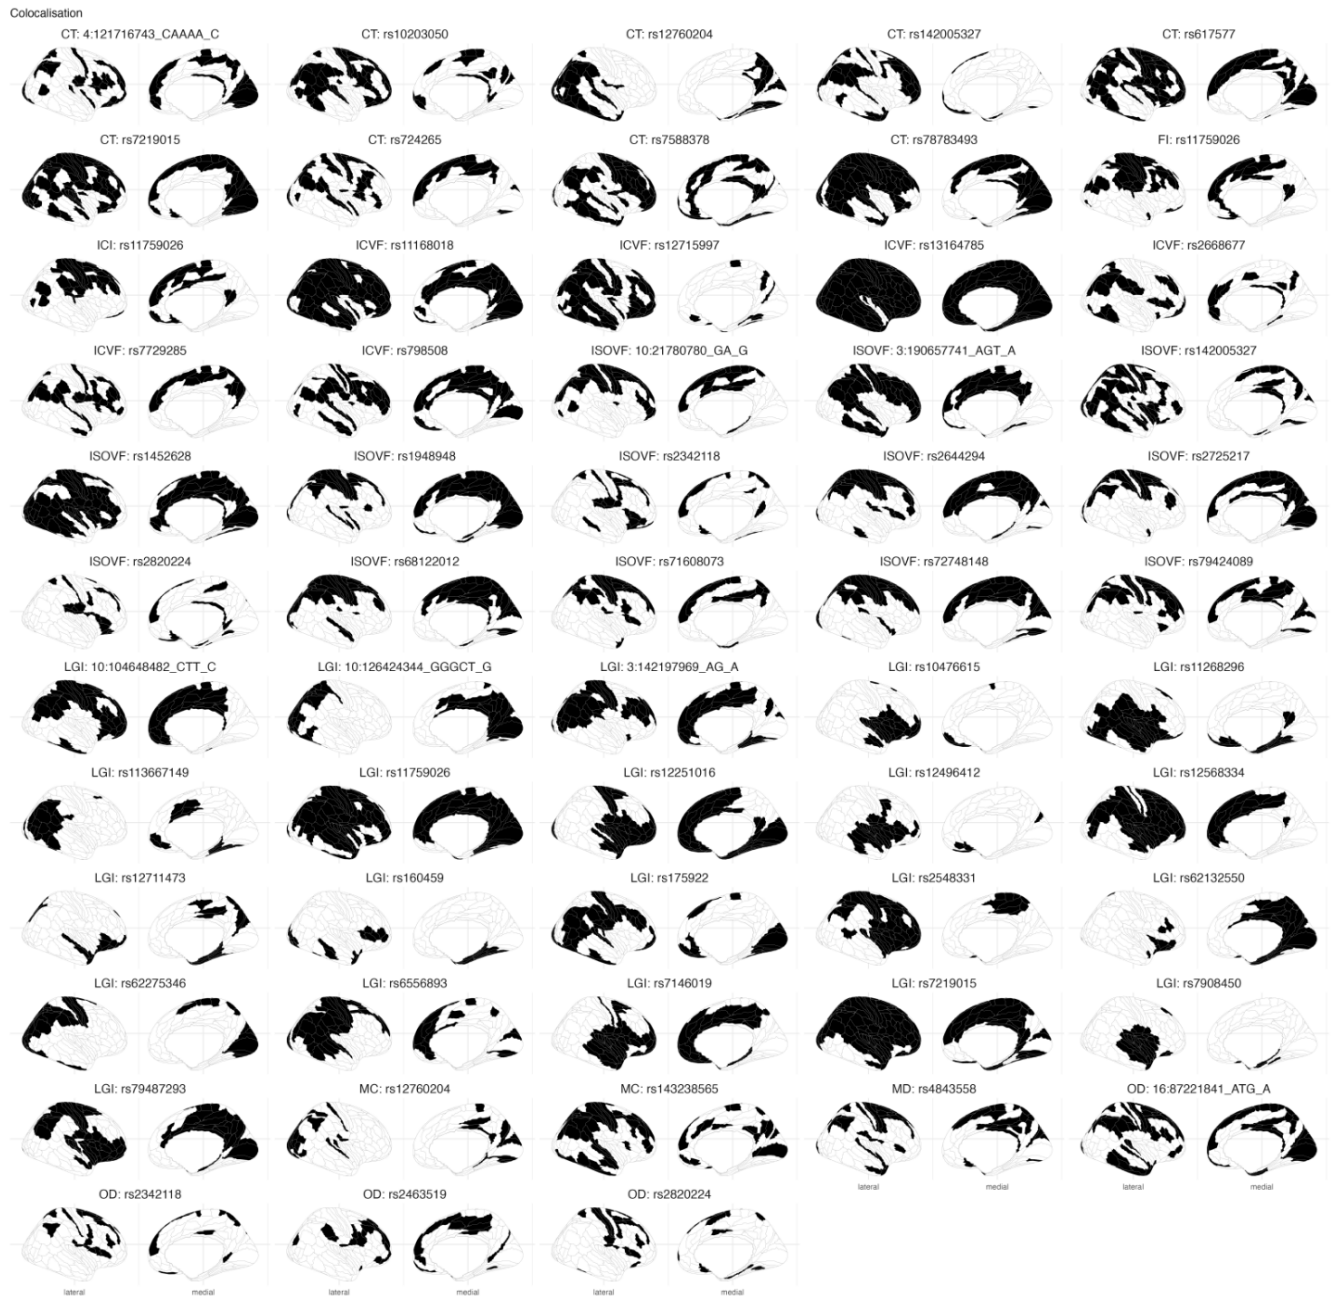 Colocalisation
CT: 4:121716743_CAAAA_C
CT: rs10203050
CT: rs12760204
CT: rs142005327
CT: rs617577
CT: rs7219015
CT: rs724265
CT: rs7588378
CT: rs78783493
FI: rs11759026
ICI: rs11759026
ICVF: rs11168018
ICVF: rs12715997
ICVF: rs13164785
ICVF: rs2668677
ICVF: rs7729285
ICVF: rs798508
ISOVF: 10:21780780_GA_G
ISOVF: 3:190657741_AGT_A
ISOVF: rs142005327
ISOVF: rs1452628
ISOVF: rs1948948
ISOVF: rs2342118
ISOVF: rs2644294
ISOVF: rs2725217
ISOVF: rs2820224
ISOVF: rs68122012
ISOVF: rs71608073
ISOVF: rs72748148
ISOVF: rs79424089
LGI: 10:104648482_CTT_C
LGI: 10:126424344_GGGCT_G
LGI: 3:142197969_AG_A
LGI: rs10476615
LGI: rs11268296
LGI: rs113667149
LGI: rs11759026
LGI: rs12251016
LGI: rs12496412
LGI: rs12568334
LGI: rs12711473
LGI: rs160459
LGI: rs175922
LGI: rs2548331
LGI: rs62132550
LGI: rs62275346
LGI: rs6556893
LGI: rs7146019
LGI: rs7219015
LGI: rs7908450
LGI: rs79487293
MC: rs12760204
MC: rs143238565
MD: rs4843558
OD: 16:87221841_ATG_A
lateral
medial
lateral
medial
OD: rs2342118
OD: rs2463519
OD: rs2820224
lateral
medial
lateral
medial
lateral
medial